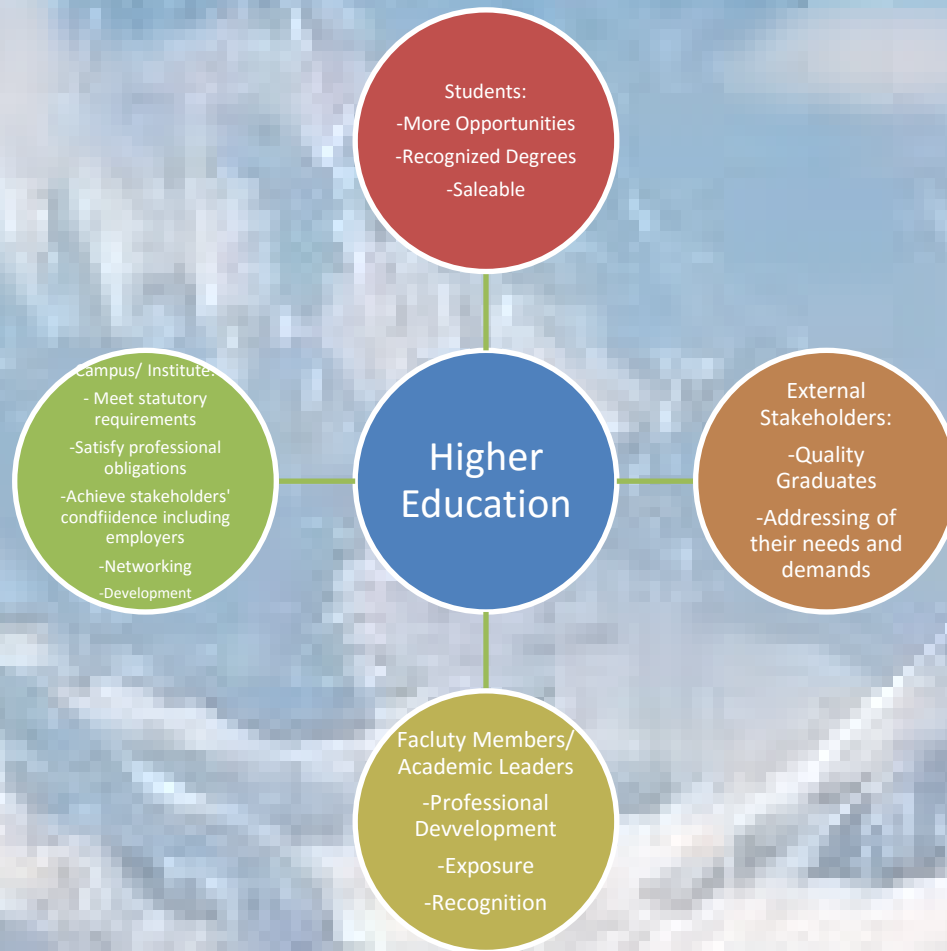 Students:
-More Opportunities
-Recognized Degrees
-Saleable
Campus/ Institute:
- Meet statutory
requirements
-Satisfy professional
obligations
-Achieve stakeholders'
condfiidence including
employers
-Networking
-Development
Higher
Education
External
Stakeholders:
-Quality
Graduates
-Addressing of
their needs and
demands
Facluty Members/
Academic Leaders
-Professional
Devvelopment
-Exposure
-Recognition